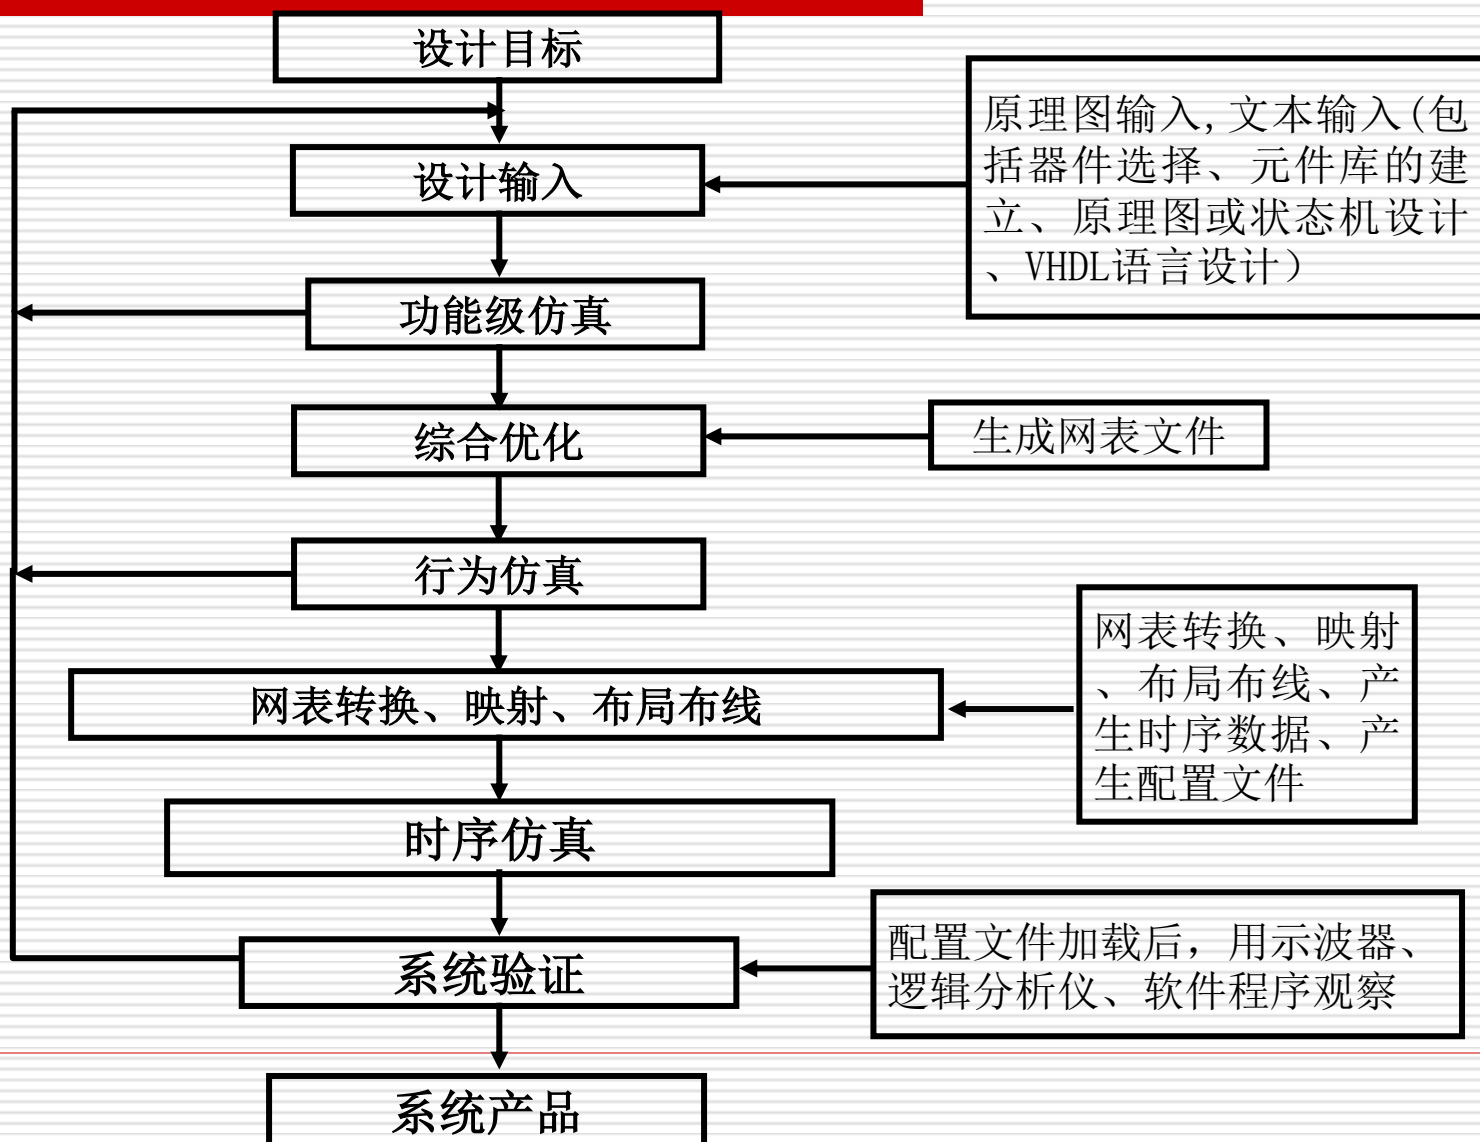 设计目标
原理图输入,文本输入(包
括器件选择、元件库的建
立、原理图或状态机设计
、VHDL语言设计）
设计输入
功能级仿真
综合优化
生成网表文件
行为仿真
网表转换、映射
、布局布线、产
生时序数据、产
生配置文件
网表转换、映射、布局布线
时序仿真
配置文件加载后，用示波器、
逻辑分析仪、软件程序观察
系统验证
系统产品